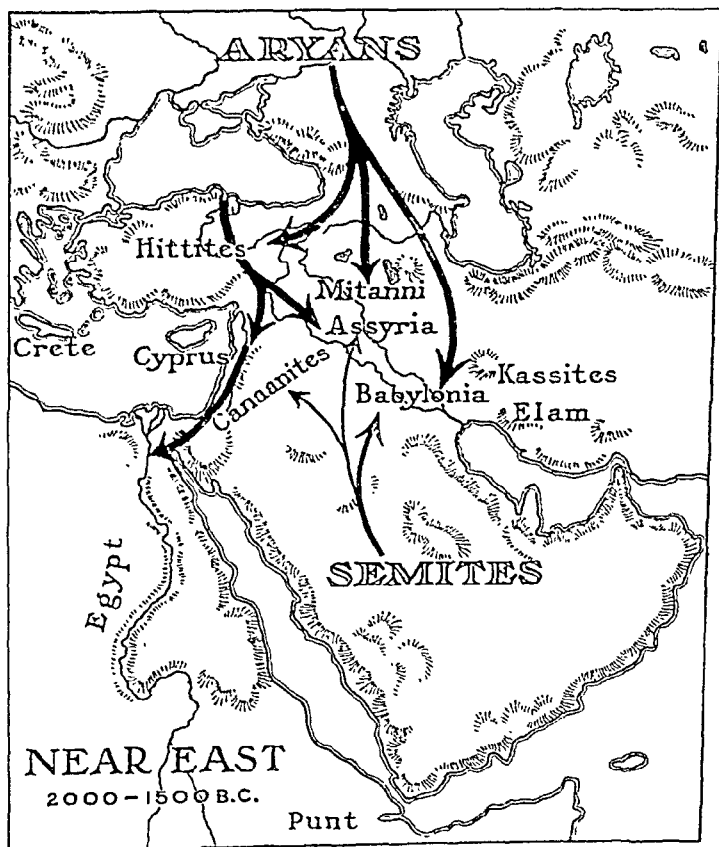 ARYANS
Hittites
Mitanni
Assyria
Crete
Cyprus
Canaanites
Babylonia
Kassites
Elam
Egypt
SEMITES
NEAR EAST
2000-1500 B.C.
Punt